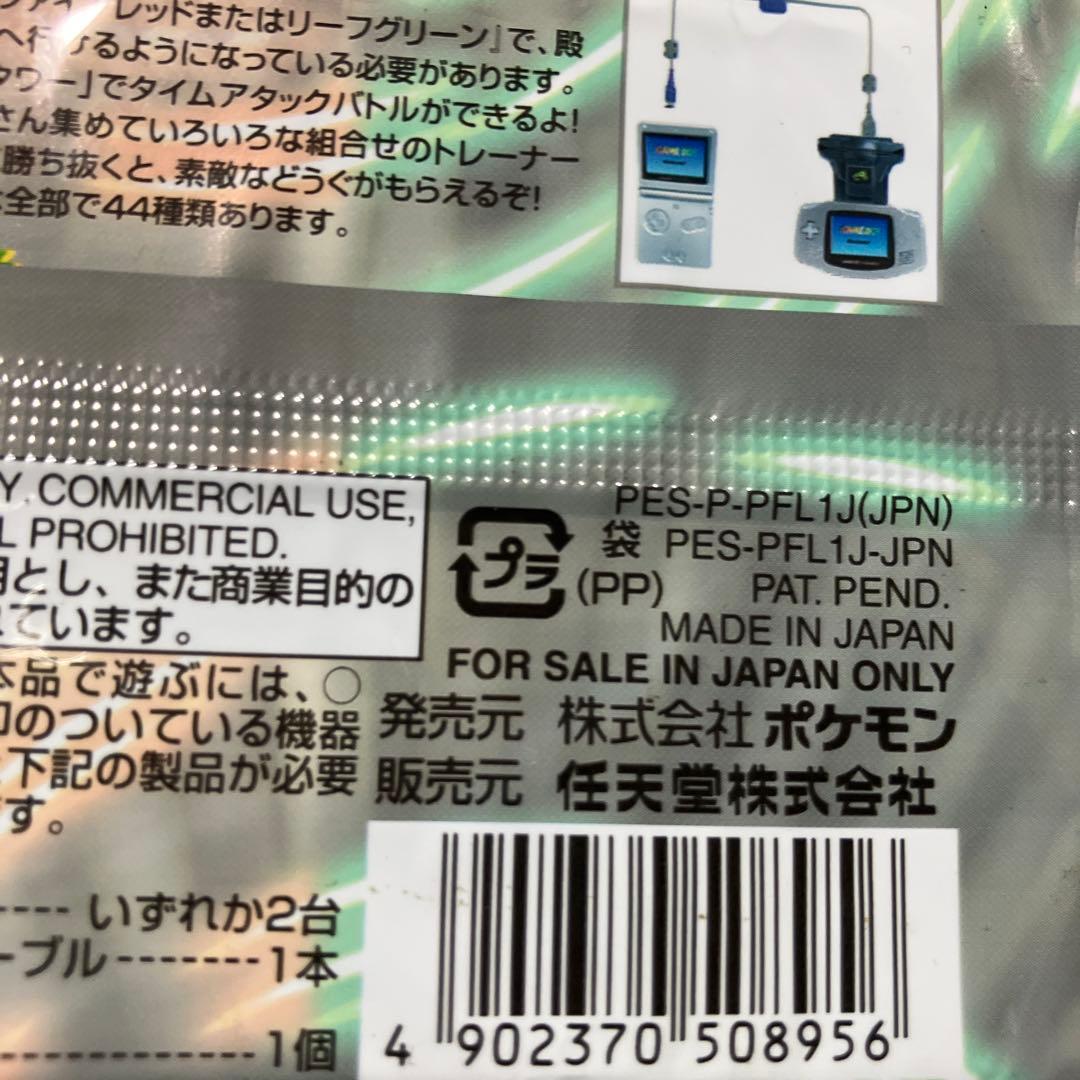 レッドまたはリーフグリーン』で、殿
へ行けるようになっている必要があります。
タワー」でタイムアタックバトルができるよ!
さん集めていろいろな組合せのトレーナー
勝ち抜くと、素敵などうぐがもらえるぞ!
全部で44種類あります。
GAME BOY
GAME BOY
Y. COMMERCIAL USE,
L PROHIBITED.
用とし、また商業目的の
れています。
PES-P-PFL1J(JPN)
プラ
袋 PES-PFL1J-JPN
(PP) PAT. PEND.
MADE IN JAPAN
FOR SALE IN JAPAN ONLY
発売元 株式会社ポケモン
販売元 任天堂株式会社
本品で遊ぶには、○
印のついている機器
下記の製品が必要
す。
---- いずれか2台
ーブル-------1本
------------1個
4 902370 508956